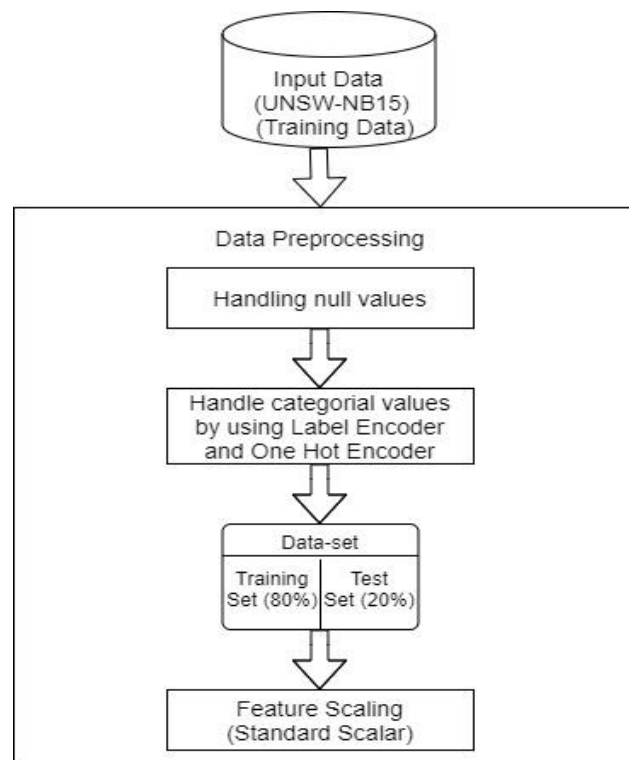 Input Data
(UNSW-NB15)
(Training Data)
Data Preprocessing
Handling null values
Handle categorial values
by using Label Encoder
and One Hot Encoder
Data-set
Training
Set (80%)
Test
Set (20%)
Feature Scaling
(Standard Scalar)